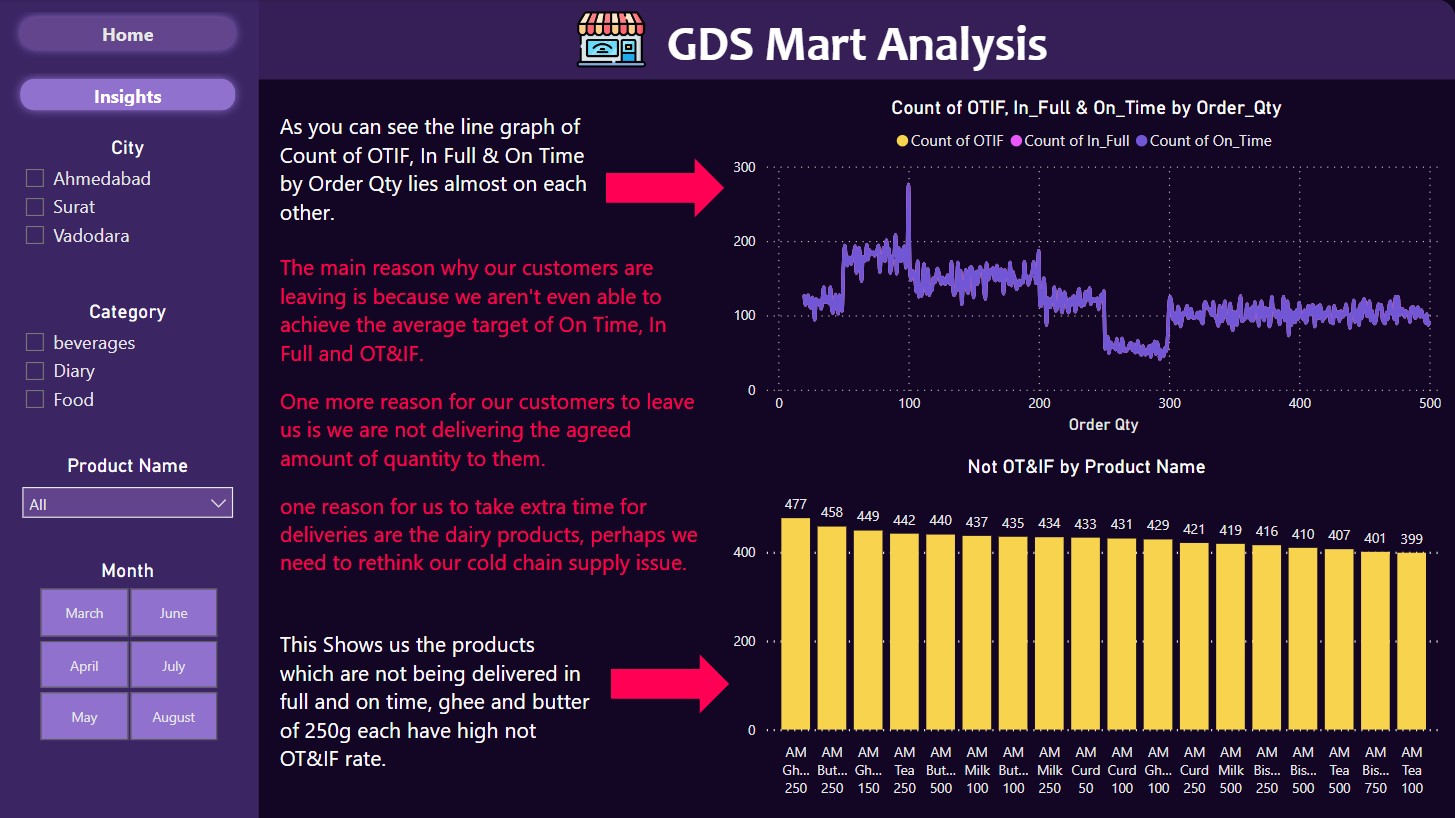 Home
GDS Mart Analysis
Insights
City
Ahmedabad
Surat
Vadodara
Category
beverages
Diary
Food
Product Name
All
Month
March June
April July
May August
As you can see the line graph of
Count of OTIF, In Full & On Time
by Order Qty lies almost on each
other.
The main reason why our customers are
leaving is because we aren't even able to
achieve the average target of On Time, In
Full and OT&IF.
One more reason for our customers to leave
us is we are not delivering the agreed
amount of quantity to them.
one reason for us to take extra time for
deliveries are the dairy products, perhaps we
need to rethink our cold chain supply issue.
This Shows us the products
which are not being delivered in
full and on time, ghee and butter
of 250g each have high not
OT&IF rate.
Count of OTIF, In_Full & On_Time by Order_Qty
Count of OTIF Count of In_Full Count of On_Time
300
200
100
0
0 100 200 300 400 500
Order Qty
Not OT&IF by Product Name
477 458 449 442 440 437 435 434 433 431 429 421 419 416 410 407 401 399
400
200
0
AM AM AM AM AM AM AM AM AM AM AM AM AM AM AM AM AM AM
Gh... But... Gh... Tea But... Milk But... Milk Curd Curd Gh... Curd Milk Bis... Bis... Tea Bis... Tea
250 250 150 250 500 100 100 250 50 100 100 250 500 250 500 500 750 100